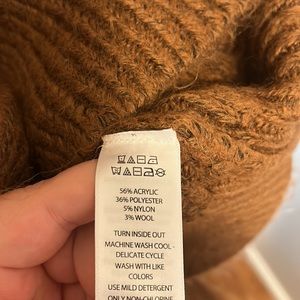 56% ACRYLIC
36% POLYESTER
5% NYLON
3% WOOL
TURN INSIDE OUT
MACHINE WASH COOL -
DELICATE CYCLE
WASH WITH LIKE
COLORS
USE MILD DETERGENT
ONLY NON-CHLORINE